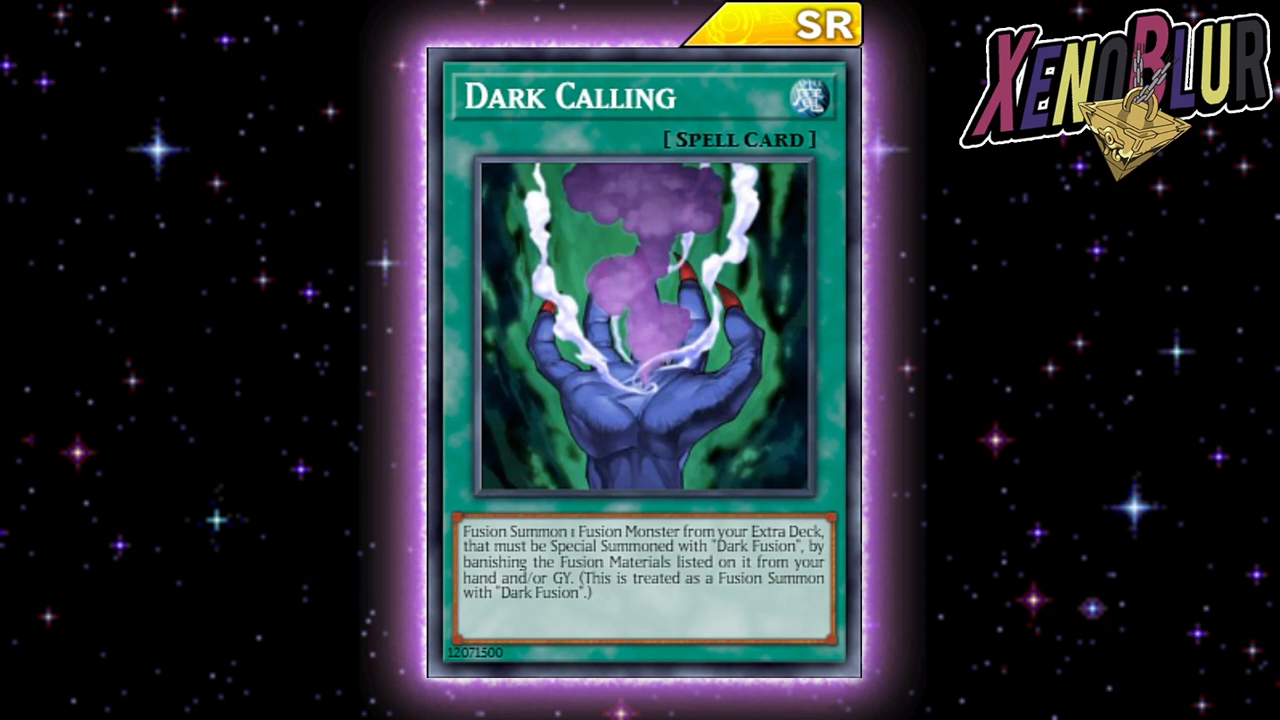 SR
XENOBLUR
DARK CALLING
[ SPELL CARD ]
Fusion Summon 1 Fusion Monster from your Extra Deck,
that must be Special Summoned with "Dark Fusion", by
banishing the Fusion Materials listed on it from your
hand and/or GY. (This is treated as a Fusion Summon
with "Dark Fusion".)
12071500